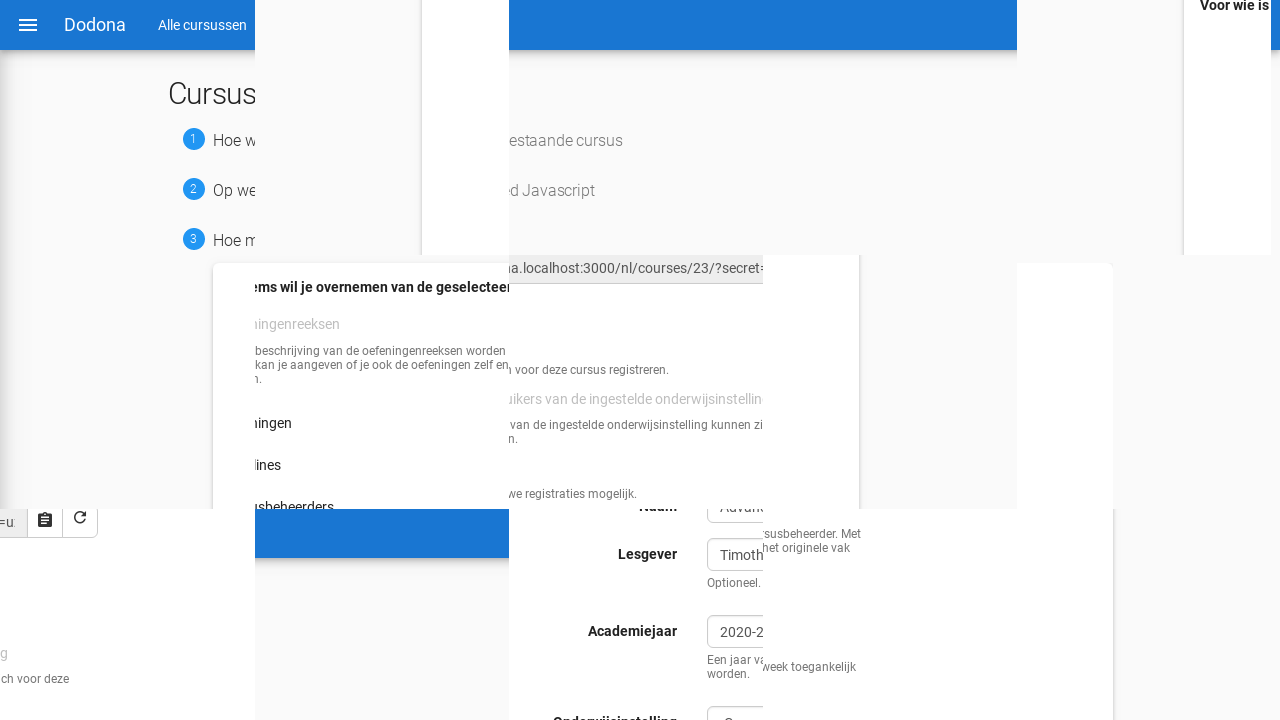 Dodona
Alle cursussen
Voor wie is
Cursus
1 Hoe w
estaande cursus
2 Op we
ed Javascript
3 Hoe m
na.localhost:3000/nl/courses/23/?secret=
ems wil je overnemen van de geselecteer
ningenreeksen
beschrijving van de oefeningenreeksen worden
kan je aangeven of je ook de oefeningen zelf en
n.
n voor deze cursus registreren.
uikers van de ingestelde onderwijsinstelling
van de ingestelde onderwijsinstelling kunnen zi
n.
ningen
lines
we registraties mogelijk.
usbeheerders
=u
Naam
susbeheerder. Met
het originele vak
Lesgever
Timoth
Optioneel.
Academiejaar
2020-2
Een jaar va
worden.
week toegankelijk
g
ch voor deze
Onderwijsinstelling